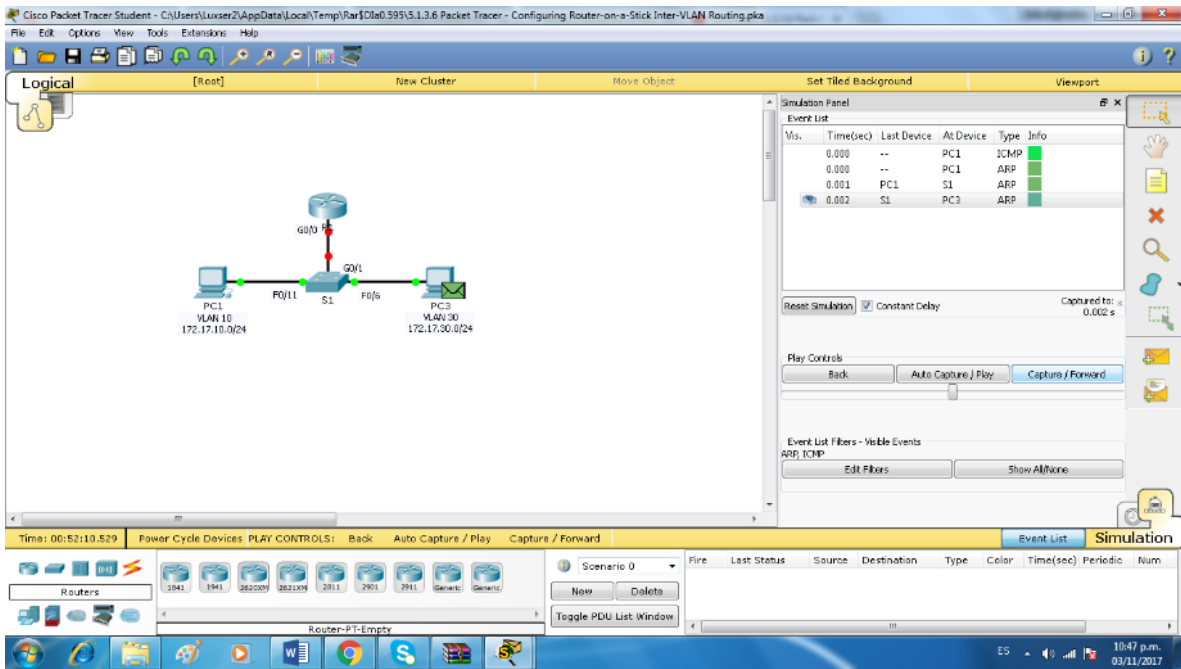 Cisco Packet Tracer Student - C:\Users\Luxser2\AppData\Local\Temp\Rar$DIa0.595\5.1.3.6 Packet Tracer - Configuring Router-on-a-Stick Inter-VLAN Routing.pka
File Edit Options View Tools Extensions Help
Logical [Root] New Cluster Move Object Set Tiled Background Viewport
Simulation Panel
Event List
Vis. Time(sec) Last Device At Device Type Info
0.000 -- PC1 ICMP
0.000 -- PC1 ARP
0.001 PC1 S1 ARP
0.002 S1 PC3 ARP
G0/0
G0/1
F0/11 S1 F0/6
PC1
VLAN 10
172.17.10.0/24
PC3
VLAN 30
172.17.30.0/24
Reset Simulation Constant Delay Captured to:
0.002 s
Play Controls
Back Auto Capture / Play Capture / Forward
Event List Filters - Visible Events
ARP, ICMP
Edit Filters Show All/None
Time: 00:52:10.529 Power Cycle Devices PLAY CONTROLS: Back Auto Capture / Play Capture / Forward Event List Simulation
Routers
1841 1941 2620XM 2621XM 2811 2901 2911 Generic Generic
Router-PT-Empty
Scenario 0
New Delete
Toggle PDU List Window
Fire Last Status Source Destination Type Color Time(sec) Periodic Num
ES
10:47 p.m.
03/11/2017